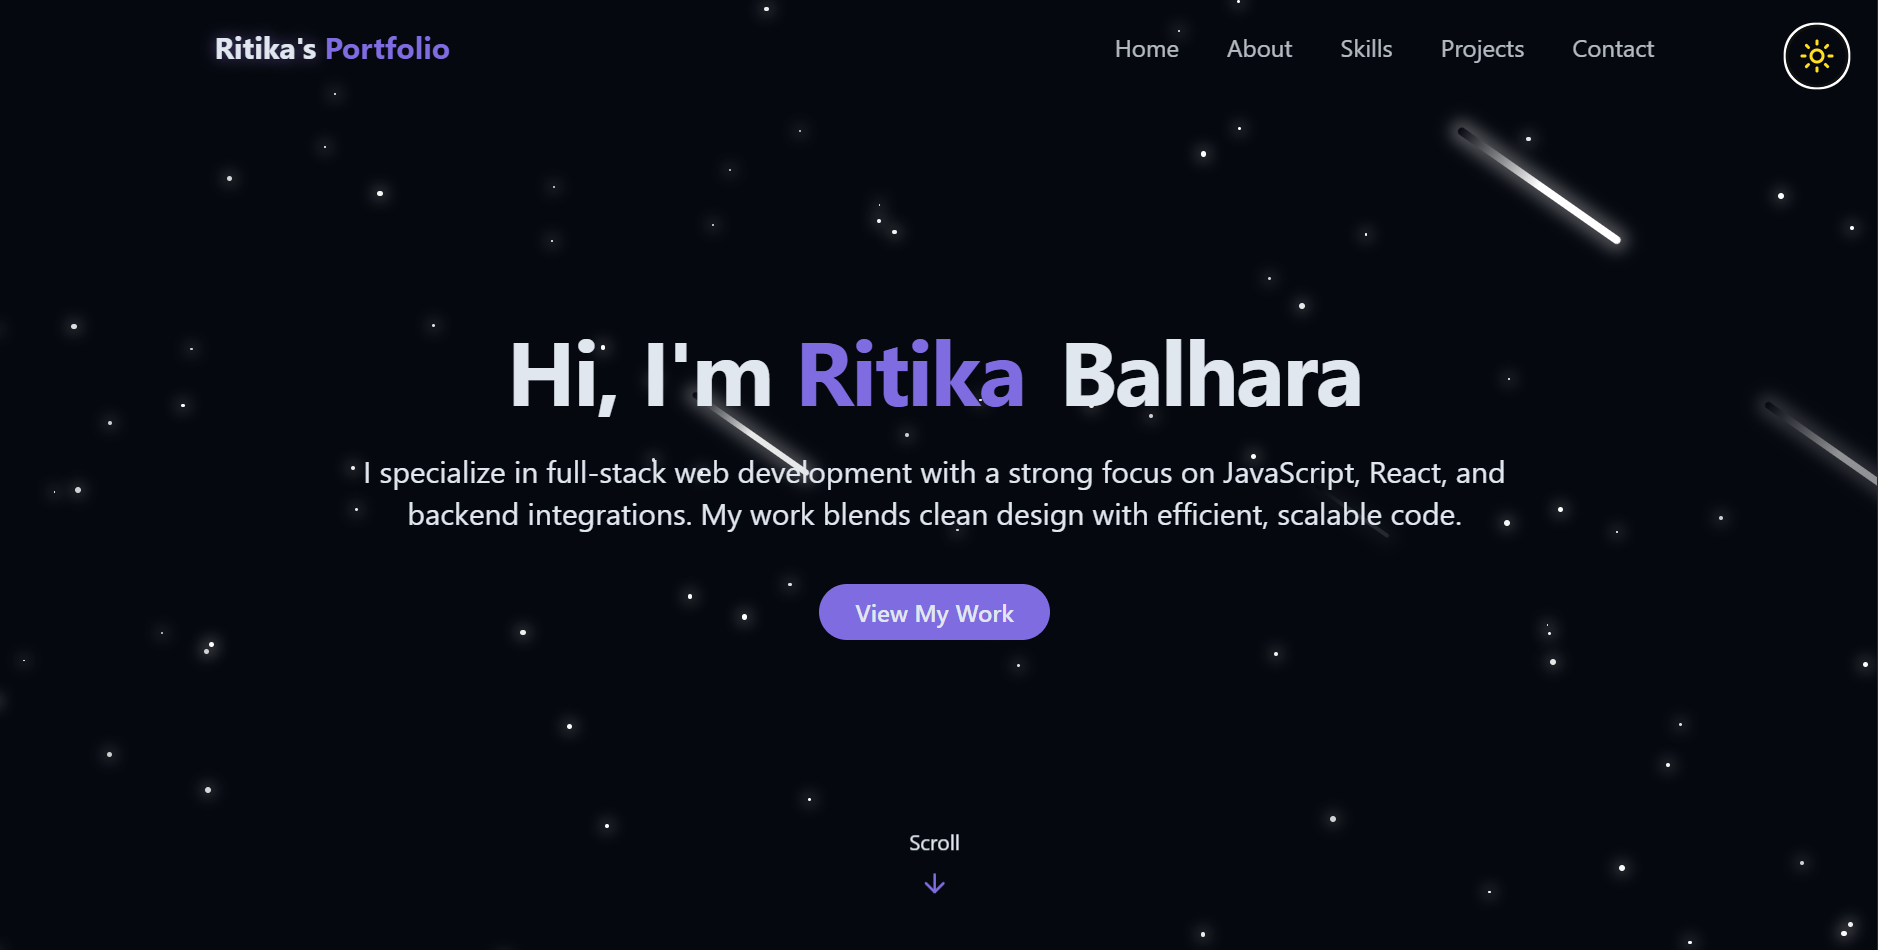 Ritika's Portfolio
Home About Skills Projects Contact
Hi, I'm Ritika Balhara
I specialize in full-stack web development with a strong focus on JavaScript, React, and
backend integrations. My work blends clean design with efficient, scalable code.
View My Work
Scroll